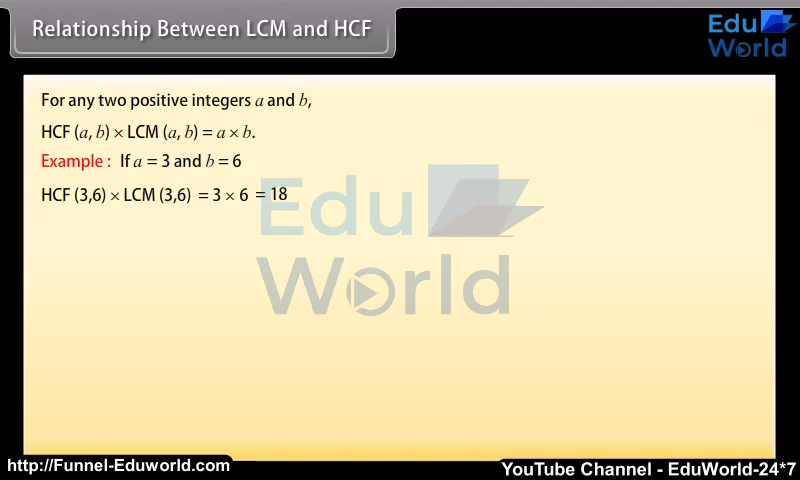 Relationship Between LCM and HCF
Edu
World
For any two positive integers a and b,
HCF (a, b) × LCM (a, b) = a × b.
Example : If a = 3 and b = 6
HCF (3,6) × LCM (3,6) = 3 × 6 = 18
Edu
World
http://Funnel-Eduworld.com
YouTube Channel - EduWorld-24*7